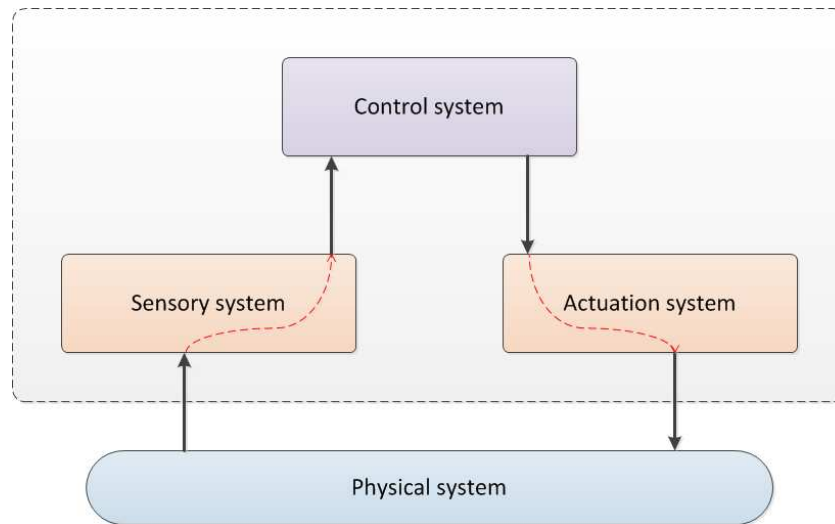 Control system
Sensory system
Actuation system
Physical system